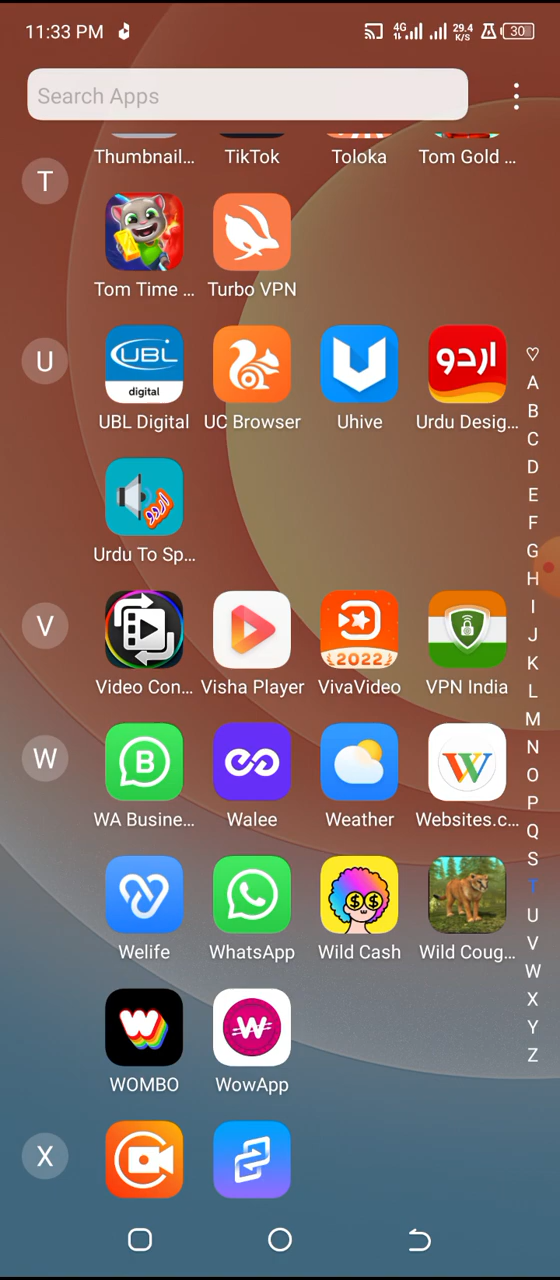 11:33 PM 4G 29.4 K/S 30
Search Apps
Thumbnail... TikTok Toloka Tom Gold ...
T
Tom Time ... Turbo VPN
U
UBL
digital
اردو
UBL Digital UC Browser Uhive Urdu Desig...
اردو
Urdu To Sp...
V
2022
Video Con... Visha Player VivaVideo VPN India
W
B
W
WA Busine... Walee Weather Websites.c...
$ $
Welife WhatsApp Wild Cash Wild Coug...
W
WOMBO WowApp
X
♡
A
B
C
D
E
F
G
H
I
J
K
L
M
N
O
P
Q
S
T
U
V
W
X
Y
Z